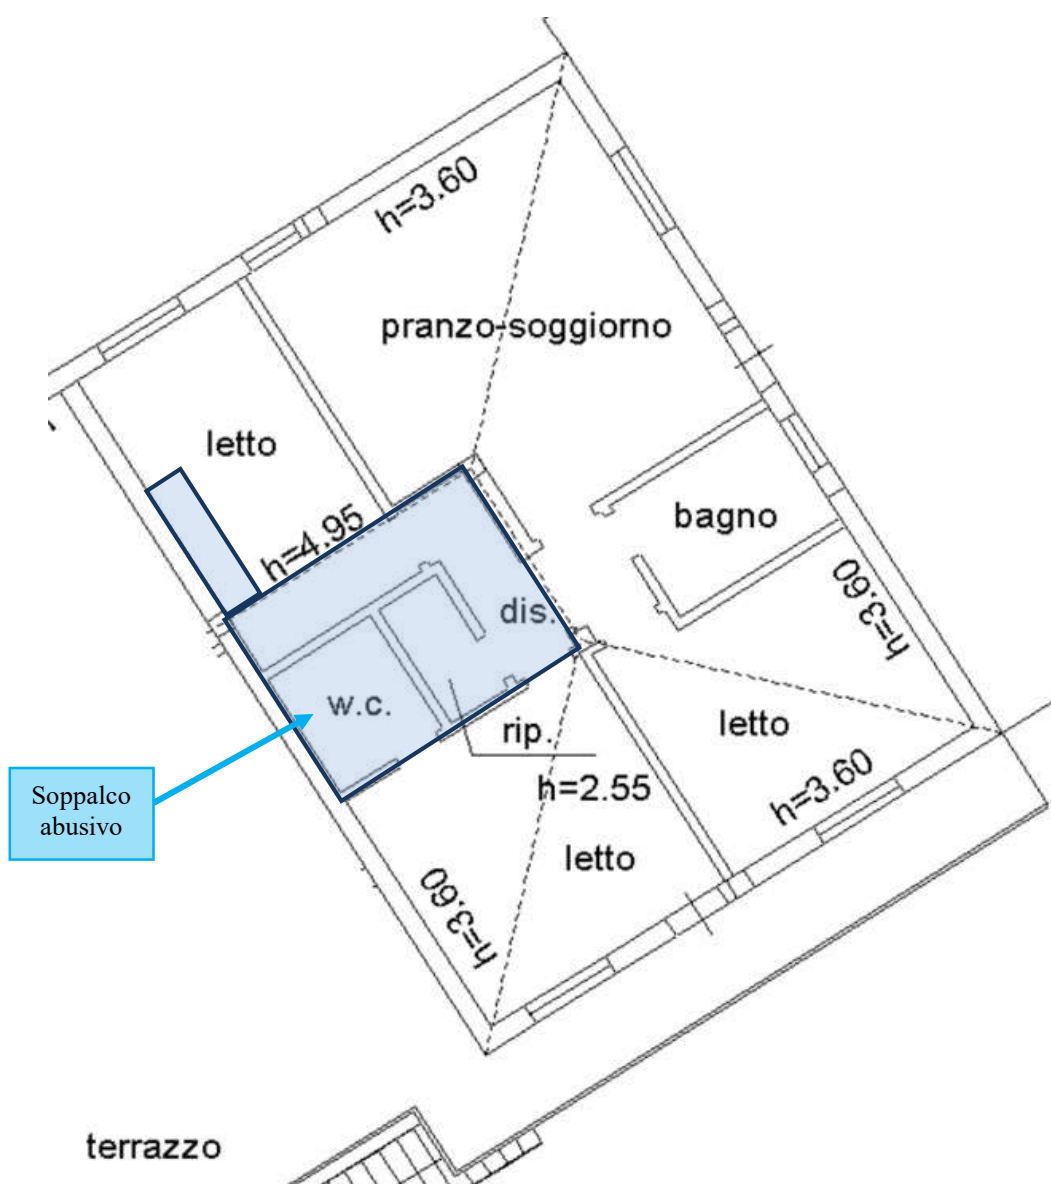 h=3.60
pranzo-soggiorno
letto
h=4.95
bagno
h=3.60
dis.
w.c.
rip.
letto
h=2.55
h=3.60
Soppalco
abusivo
letto
h=3.60
terrazzo